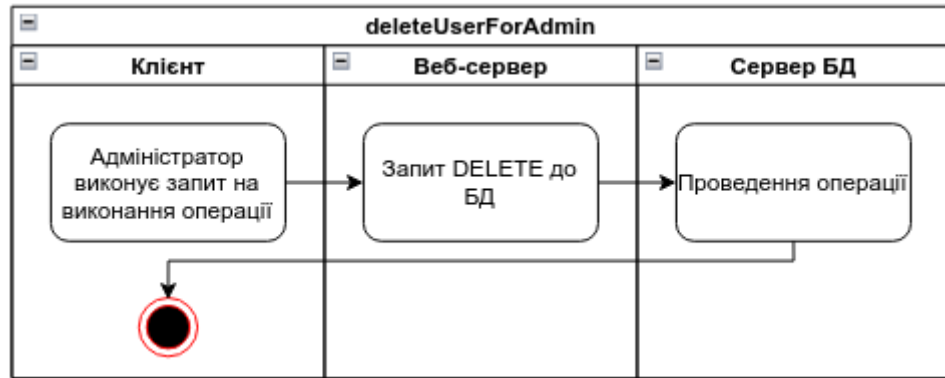 deleteUserForAdmin
Клієнт
Веб-сервер
Сервер БД
Адміністратор
виконує запит на
виконання операції
Запит DELETE до
БД
Проведення операції